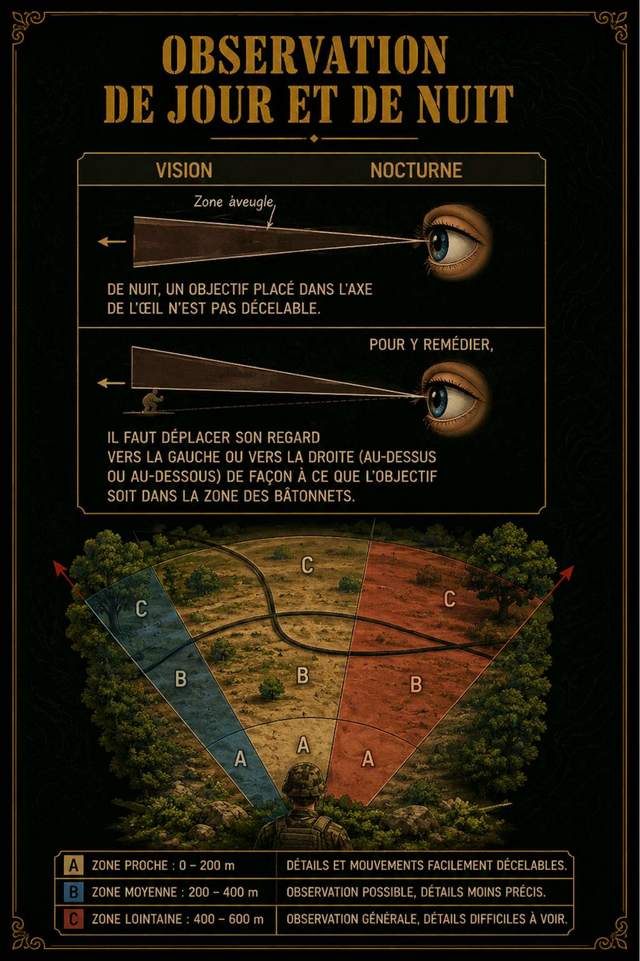 OBSERVATION
DE JOUR ET DE NUIT
VISION NOCTURNE
Zone àveugle
DE NUIT, UN OBJECTIF PLACÉ DANS L'AXE
DE L'ŒIL N'EST PAS DÉCELABLE.
POUR Y REMÉDIER,
IL FAUT DÉPLACER SON REGARD
VERS LA GAUCHE OU VERS LA DROITE (AU-DESSUS
OU AU-DESSOUS) DE FAÇON À CE QUE L'OBJECTIF
SOIT DANS LA ZONE DES BÂTONNETS.
C
C C
B B B
A A A
A ZONE PROCHE : 0 – 200 m DÉTAILS ET MOUVEMENTS FACILEMENT DÉCELABLES.
B ZONE MOYENNE : 200 – 400 m OBSERVATION POSSIBLE, DÉTAILS MOINS PRÉCIS.
C ZONE LOINTAINE : 400 – 600 m OBSERVATION GÉNÉRALE, DÉTAILS DIFFICILES À VOIR.